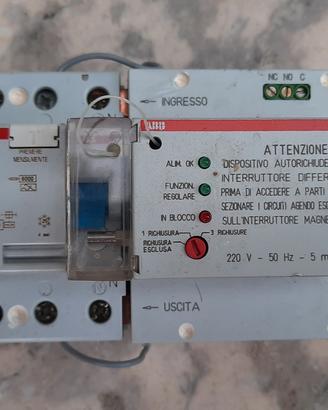 NC NO C
INGRESSO
ABB
PREMERE
MENSILMENTE
ATTENZIONE
ALIM. OK
DISPOSITIVO AUTORICHIUDE
INTERRUTTORE DIFFER
6000
FUNZION.
REGOLARE
PRIMA DI ACCEDERE A PARTI
SEZIONARE I CIRCUITI AGENDO ESC
IN BLOCCO
SULL'INTERRUTTORE MAGNE
1 RICHIUSURA
3 RICHIUSURE
RICHIUSURA
ESCLUSA
220 V - 50 Hz - 5 m
N
USCITA